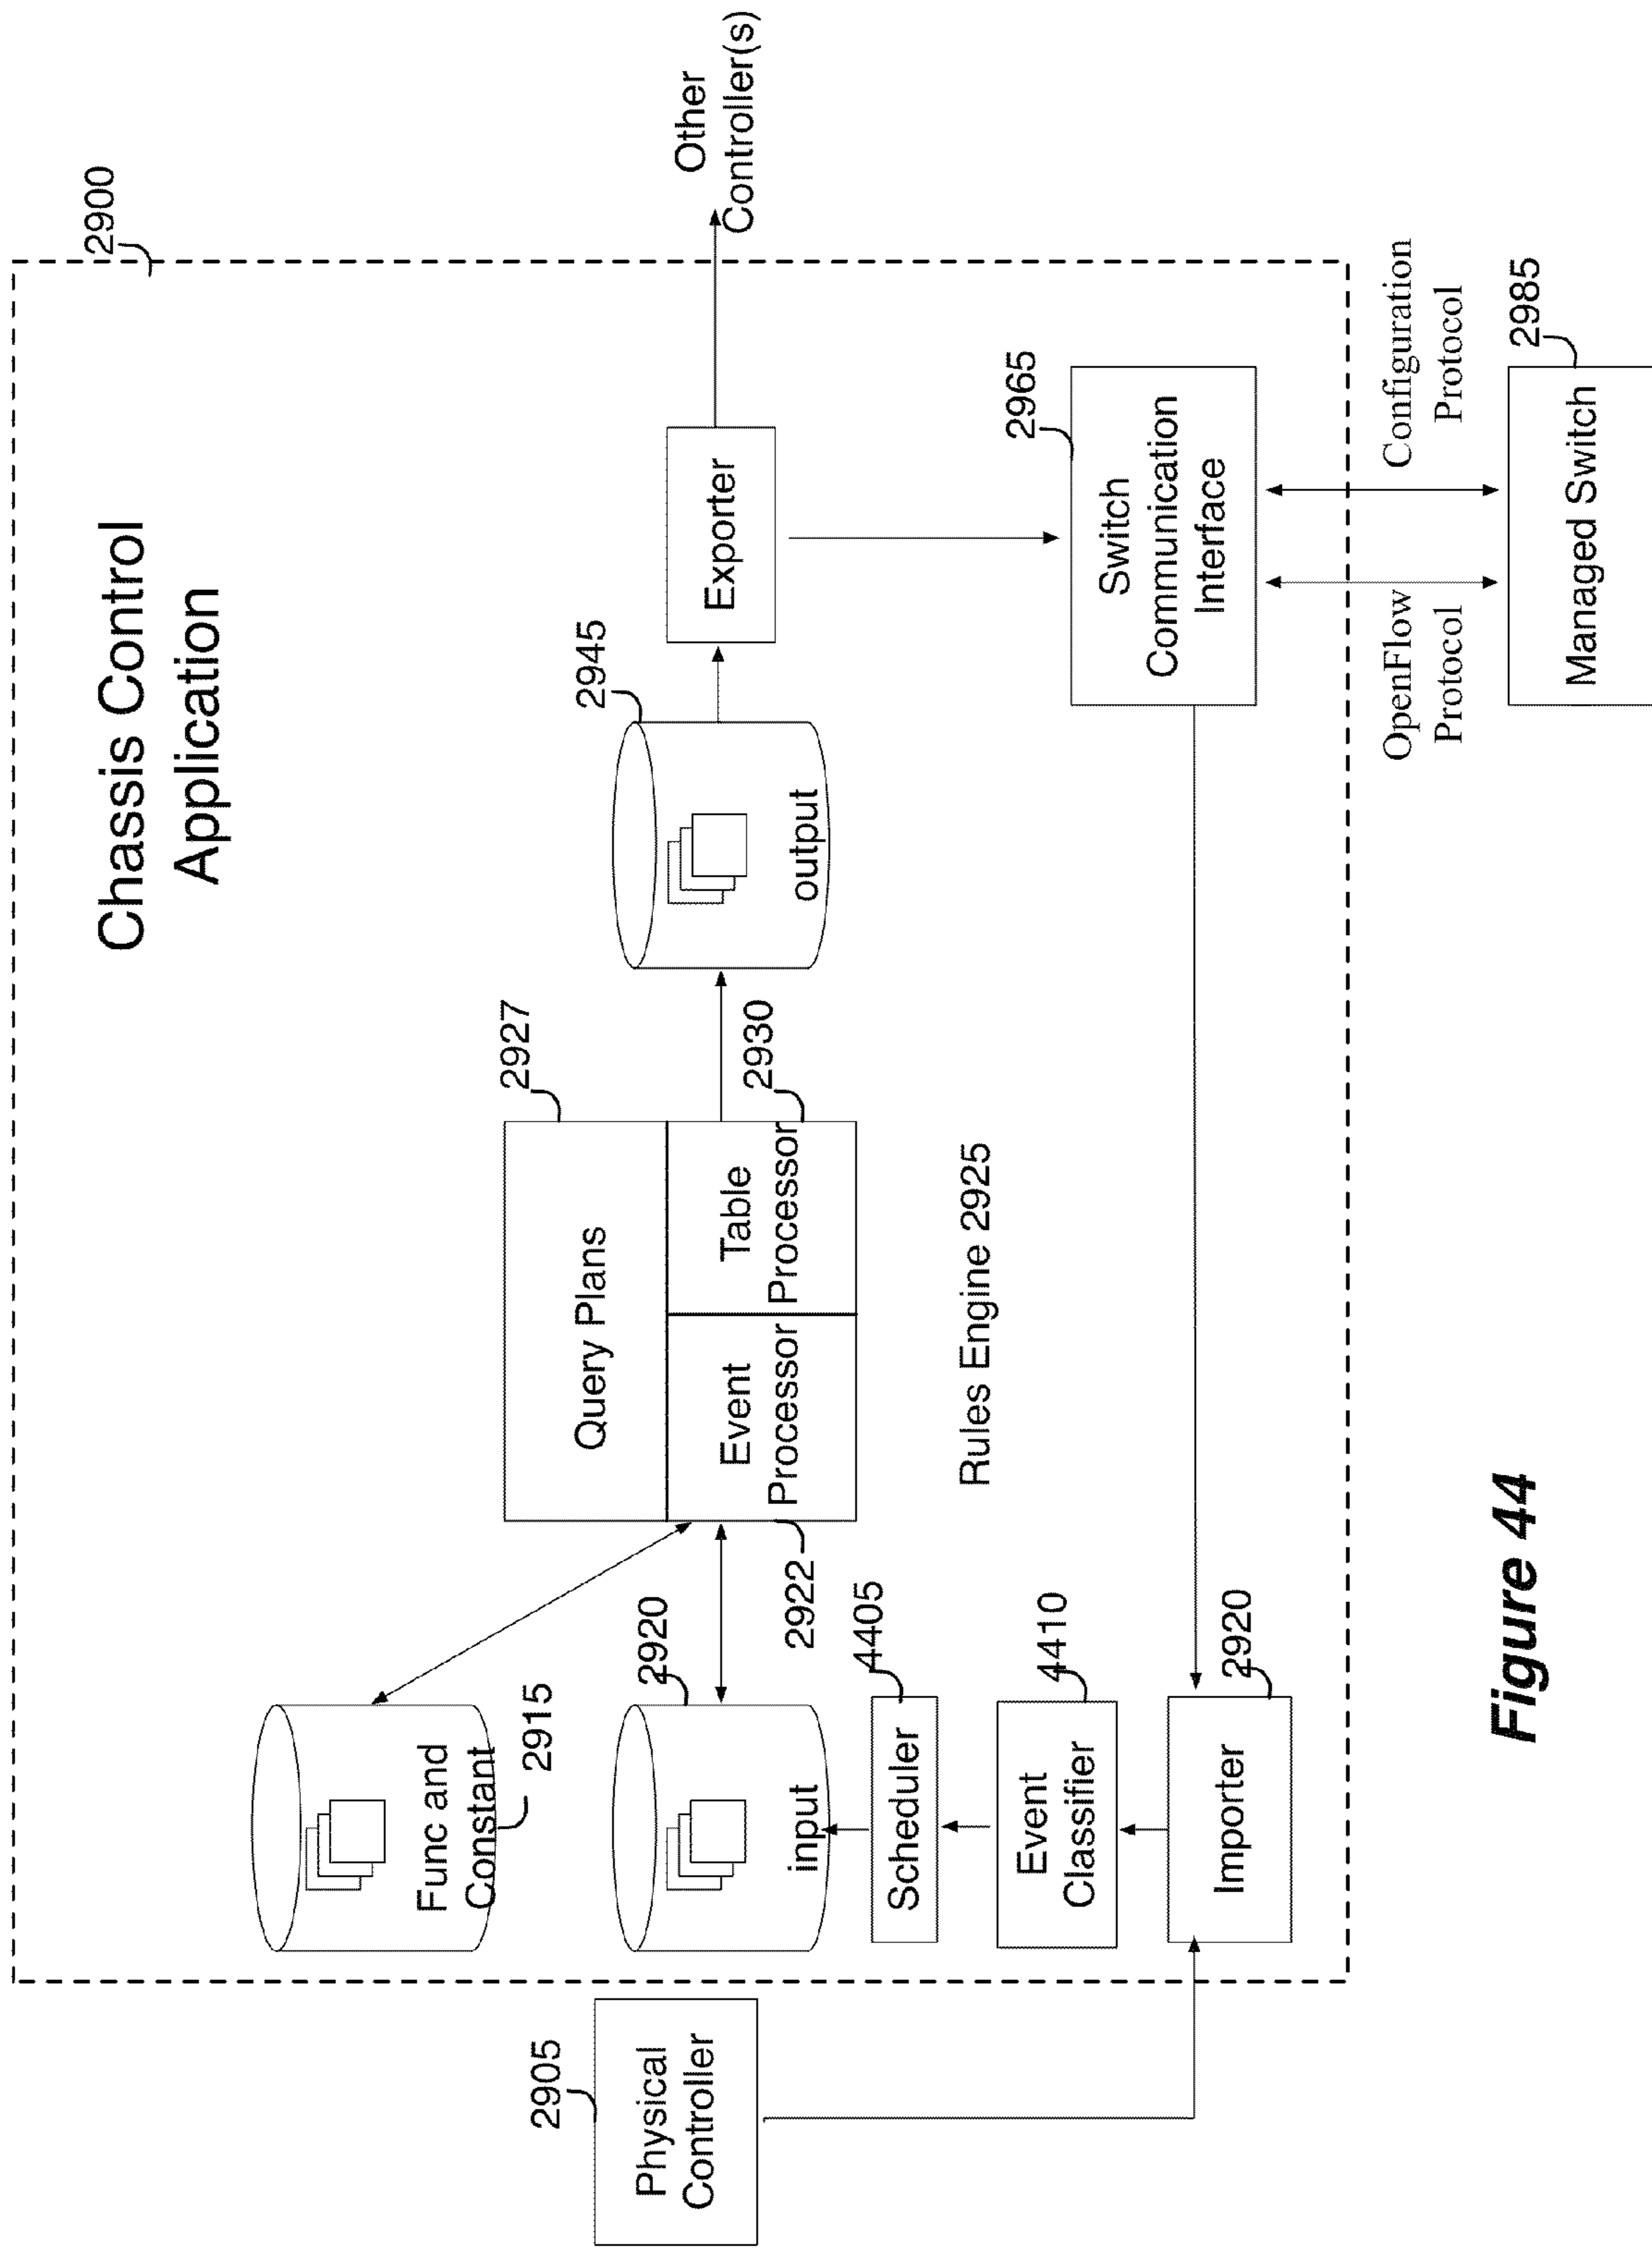 Chassis Control
Application
2900
Func and
Constant
2915
Query Plans
2927
2945
Exporter
Other
Controller(s)
2905
Physical
Controller
2920
input
Event
Processor
2922
Table
Processor
2930
output
Rules Engine 2925
Scheduler
4405
Event
Classifier
4410
Importer
2920
Switch
Communication
Interface
2965
OpenFlow
Protocol
Configuration
Protocol
Managed Switch
2985
Figure 44